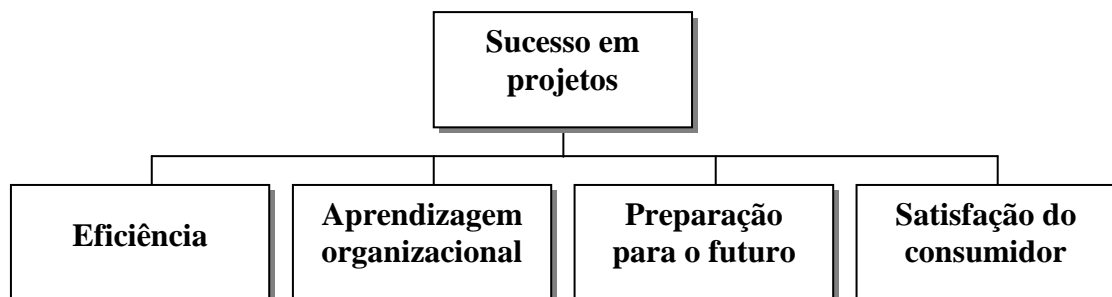 Sucesso em
projetos
Eficiência
Aprendizagem
organizacional
Preparação
para o futuro
Satisfação do
consumidor